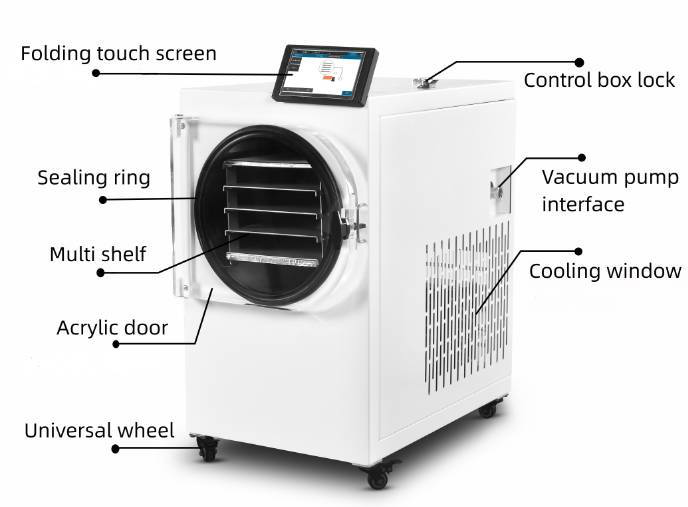 Folding touch screen
Control box lock
Sealing ring
Vacuum pump
interface
Multi shelf
Cooling window
Acrylic door
Universal wheel